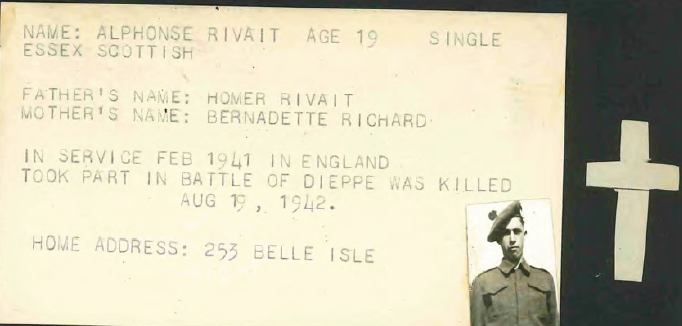 NAME: ALPHONSE RIVAIT AGE 19 SINGLE
ESSEX SCOTTISH
FATHER'S NAME: HOMER RIVAIT
MOTHER'S NAME: BERNADETTE RICHARD
IN SERVICE FEB 1941 IN ENGLAND
TOOK PART IN BATTLE OF DIEPPE WAS KILLED
AUG 19, 1942.
HOME ADDRESS: 253 BELLE ISLE